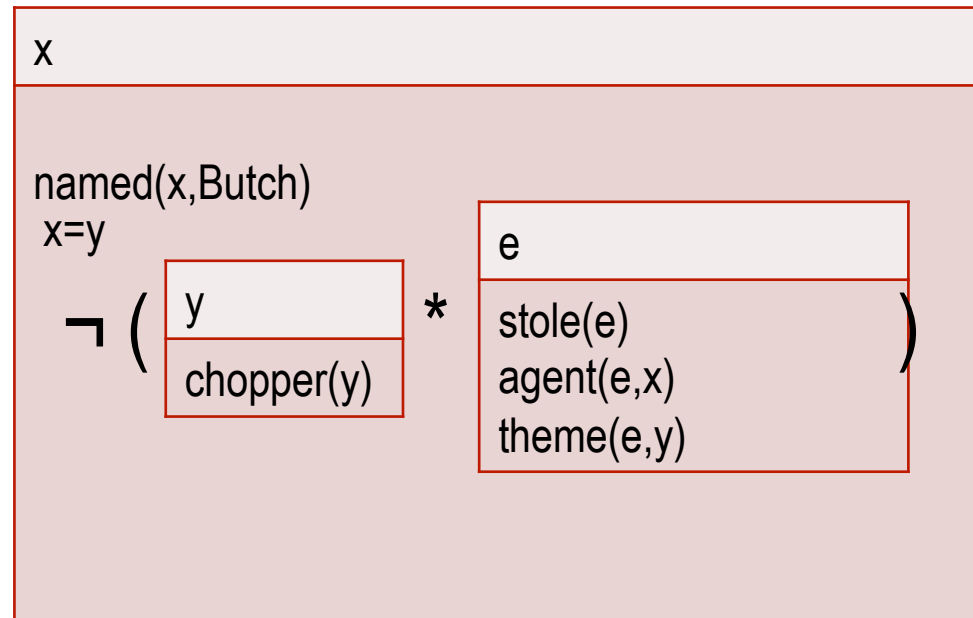 x
named(x,Butch)
x=y
¬ ( y * e )
chopper(y)
stole(e)
agent(e,x)
theme(e,y)